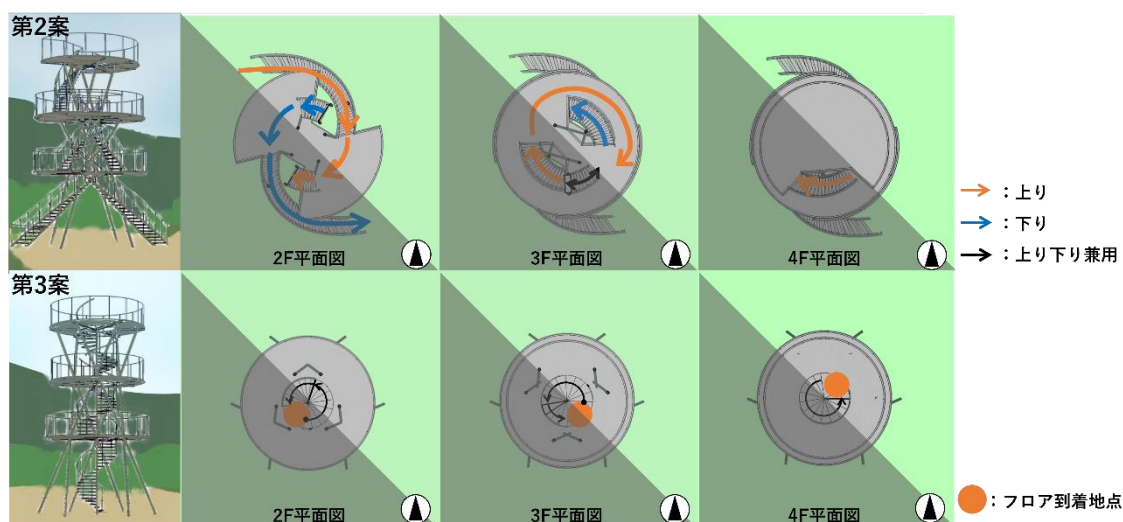 第2案
2F平面図
3F平面図
4F平面図
：上り
：下り
：上り下り兼用
第3案
2F平面図
3F平面図
4F平面図
：フロア到着地点